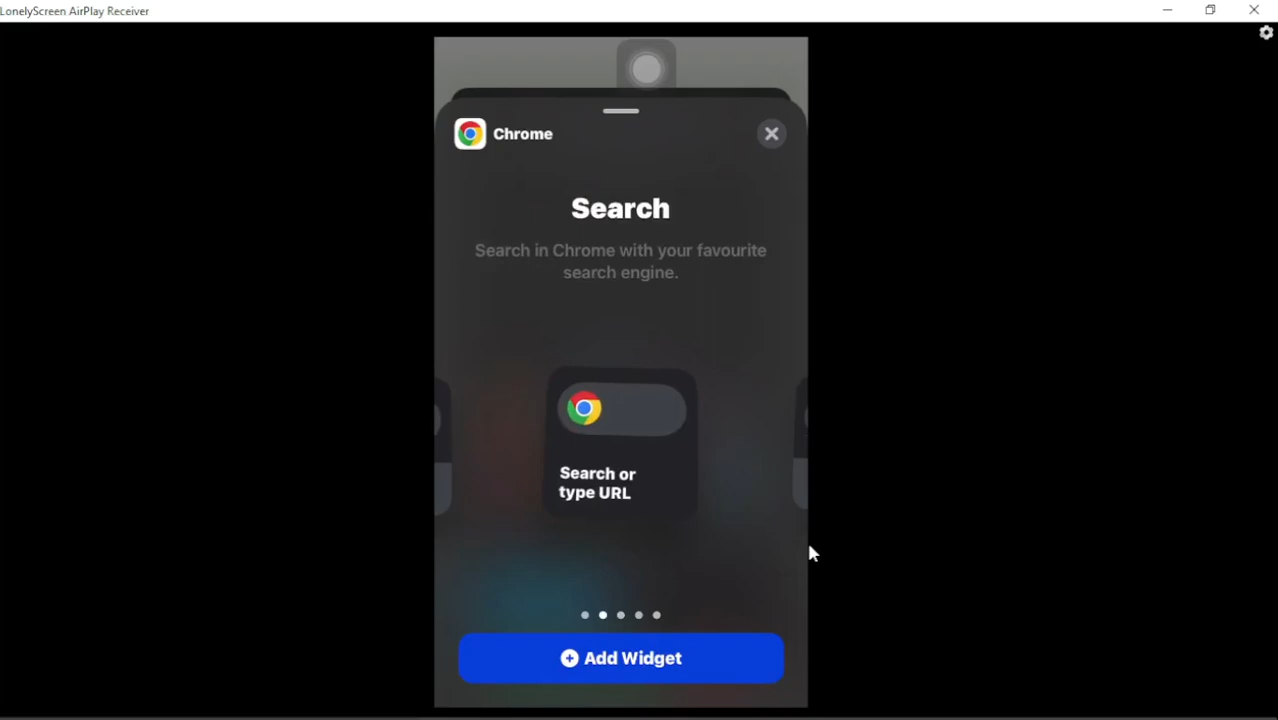 LonelyScreen AirPlay Receiver
Chrome
Search
Search in Chrome with your favourite
search engine.
Search or
type URL
Add Widget